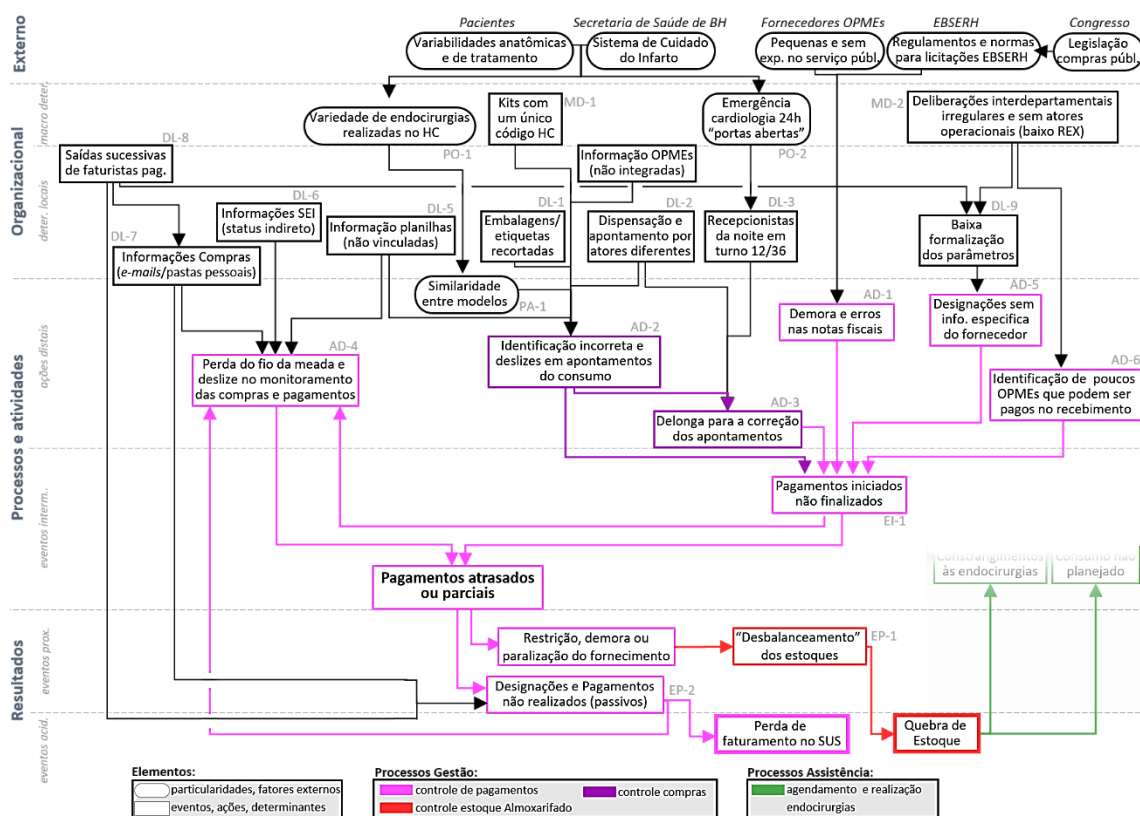 Pacientes
Secretaria de Saúde de BH
Fornecedores OPMEs
EBSERH
Congresso
Externo
Variabilidades anatômicas
e de tratamento
Sistema de Cuidado
do Infarto
Pequenas e sem
exp. no serviço públ.
Regulamentos e normas
para licitações EBSERH
Legislação
compras públ.
Organizacional
macro deter.
Variedade de endocirurgias
realizadas no HC
PO-1
Kits com
um único
código HC
MD-1
Emergência
cardiologia 24h
“portas abertas”
PO-2
MD-2
Deliberações interdepartamentais
irregulares e sem atores
operacionais (baixo REX)
deter. locais
DL-8
Saídas sucessivas
de faturistas pag.
Informação OPMEs
(não integradas)
DL-6
Informações SEI
(status indireto)
DL-5
Informação planilhas
(não vinculadas)
DL-1
Embalagens/
etiquetas
recortadas
DL-2
Dispensação e
apontamento por
atores diferentes
DL-3
Recepcionistas
da noite em
turno 12/36
DL-9
Baixa
formalização
dos parâmetros
DL-7
Informações Compras
(e-mails/pastas pessoais)
Processos e atividades
ações distais
Similaridade
entre modelos
PA-1
AD-1
Demora e erros
nas notas fiscais
AD-5
Designações sem
info. especifica
do fornecedor
AD-2
Identificação incorreta e
deslizes em apontamentos
do consumo
AD-4
Perda do fio da meada e
deslize no monitoramento
das compras e pagamentos
AD-6
Identificação de poucos
OPMEs que podem ser
pagos no recebimento
AD-3
Delonga para a correção
dos apontamentos
eventos interm..
Pagamentos iniciados
não finalizados
EI-1
Constrangimentos
às endocirurgias
Consumo não
planejado
Pagamentos atrasados
ou parciais
Resultados
eventos prox.
Restrição, demora ou
paralização do fornecimento
“Desbalanceamento”
dos estoques
EP-1
Designações e Pagamentos
não realizados (passivos)
EP-2
eventos acid.
Perda de
faturamento no SUS
Quebra de
Estoque
Elementos:
particularidades, fatores externos
eventos, ações, determinantes
Processos Gestão:
controle de pagamentos
controle compras
controle estoque Almoxarifado
Processos Assistência:
agendamento e realização
endocirurgias